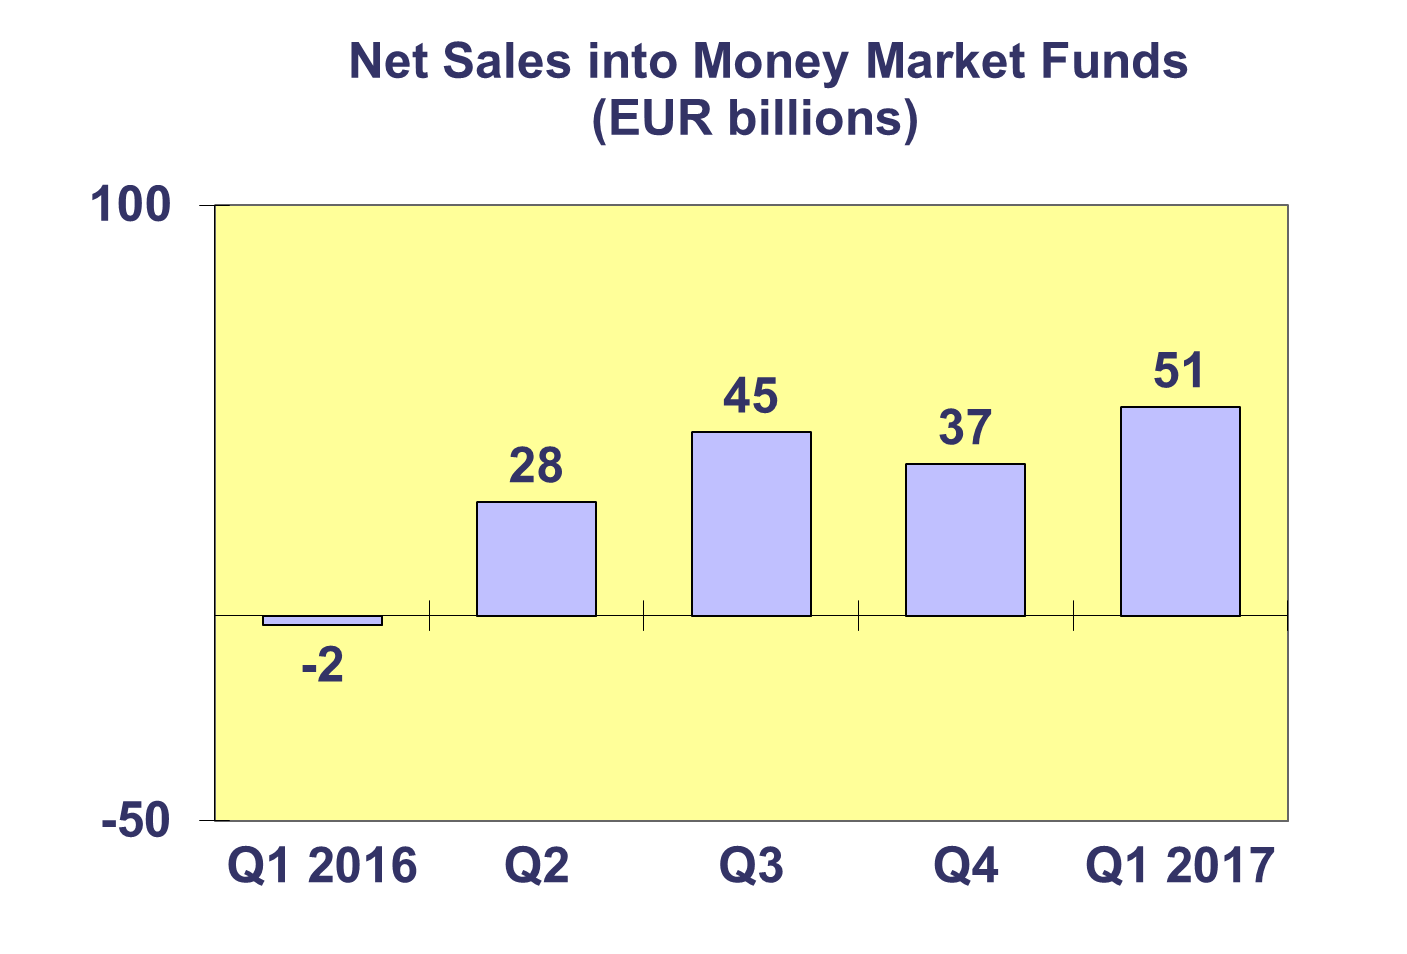 Net Sales into Money Market Funds
(EUR billions)
100
51
45
37
28
-2
-50
Q1 2016 Q2 Q3 Q4 Q1 2017